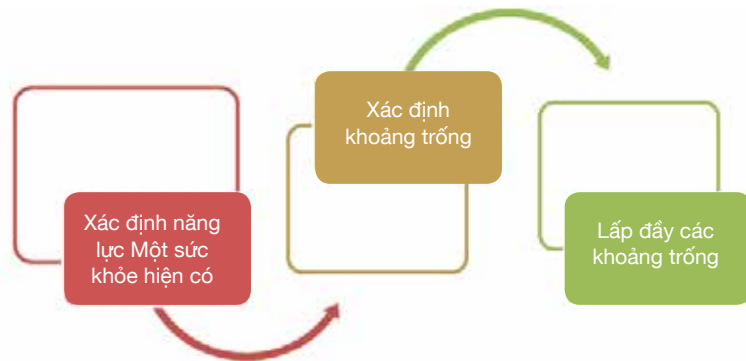 Xác định năng
lực Một sức
khỏe hiện có
Xác định
khoảng trống
Lấp đầy các
khoảng trống